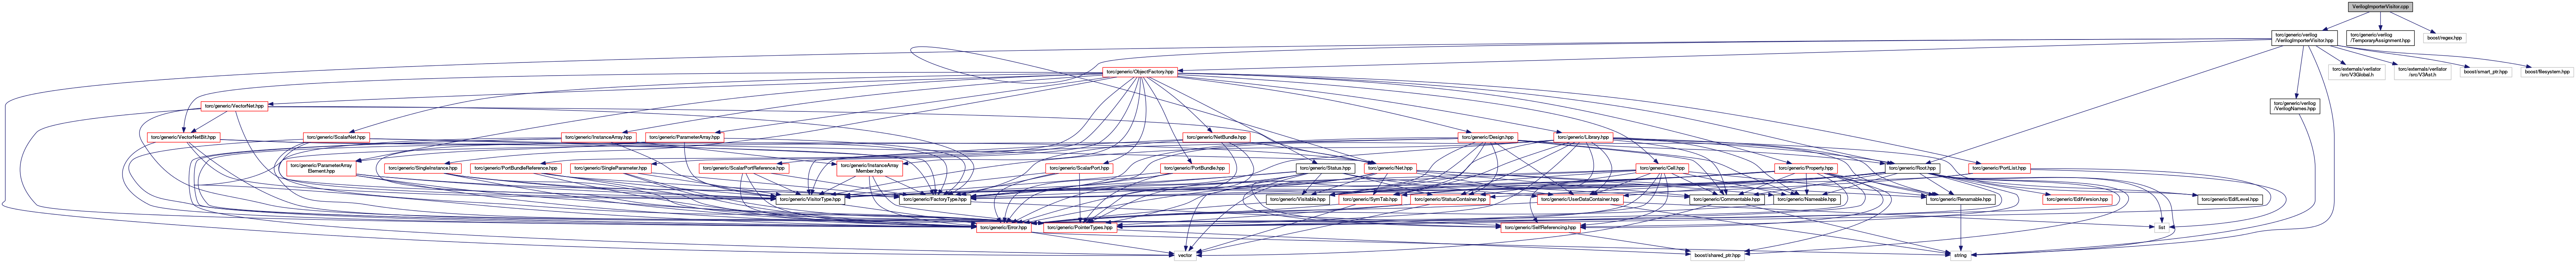 VerilogImporterVisitor.cpp
torc/generic/verilog
/VerilogImporterVisitor.hpp
torc/generic/verilog
/TemporaryAssignment.hpp
boost/regex.hpp
torc/generic/ObjectFactory.hpp
torc/externals/verilator
/src/V3Global.h
torc/externals/verilator
/src/V3Ast.h
boost/smart_ptr.hpp
boost/filesystem.hpp
torc/generic/VectorNet.hpp
torc/generic/verilog
/VerilogNames.hpp
torc/generic/VectorNetBit.hpp
torc/generic/ScalarNet.hpp
torc/generic/InstanceArray.hpp
torc/generic/ParameterArray.hpp
torc/generic/NetBundle.hpp
torc/generic/Design.hpp
torc/generic/Library.hpp
torc/generic/ParameterArray
Element.hpp
torc/generic/SingleInstance.hpp
torc/generic/PortBundleReference.hpp
torc/generic/SingleParameter.hpp
torc/generic/ScalarPortReference.hpp
torc/generic/InstanceArray
Member.hpp
torc/generic/ScalarPort.hpp
torc/generic/PortBundle.hpp
torc/generic/Status.hpp
torc/generic/Net.hpp
torc/generic/Cell.hpp
torc/generic/Property.hpp
torc/generic/Root.hpp
torc/generic/PortList.hpp
torc/generic/VisitorType.hpp
torc/generic/FactoryType.hpp
torc/generic/Visitable.hpp
torc/generic/SymTab.hpp
torc/generic/StatusContainer.hpp
torc/generic/UserDataContainer.hpp
torc/generic/Commentable.hpp
torc/generic/Nameable.hpp
torc/generic/Renamable.hpp
torc/generic/EdifVersion.hpp
torc/generic/EdifLevel.hpp
torc/generic/Error.hpp
torc/generic/PointerTypes.hpp
torc/generic/SelfReferencing.hpp
list
vector
boost/shared_ptr.hpp
string